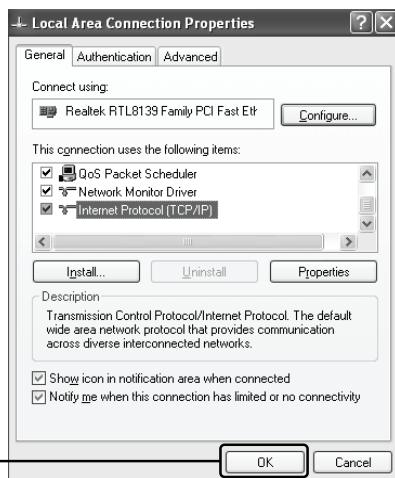 Local Area Connection Properties
General Authentication Advanced
Connect using:
Realtek RTL8139 Family PCI Fast Eth
Configure...
This connection uses the following items:
QoS Packet Scheduler
Network Monitor Driver
Internet Protocol (TCP/IP)
Install... Uninstall Properties
Description
Transmission Control Protocol/Internet Protocol. The default
wide area network protocol that provides communication
across diverse interconnected networks.
Show icon in notification area when connected
Notify me when this connection has limited or no connectivity
OK Cancel